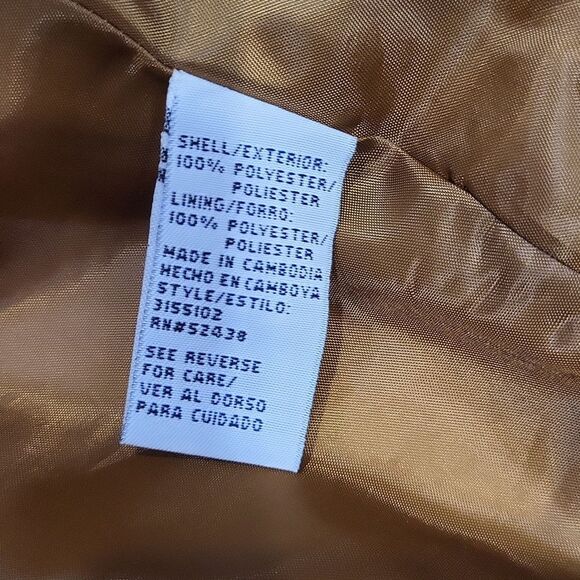 SHELL/EXTERIOR:
100% POLYESTER/
POLIESTER
LINING/FORRO:
100% POLYESTER/
POLIESTER
MADE IN CAMBODIA
HECHO EN CAMBOYA
STYLE/ESTILO:
3155102
RN#52438
SEE REVERSE
FOR CARE/
VER AL DORSO
PARA CUIDADO